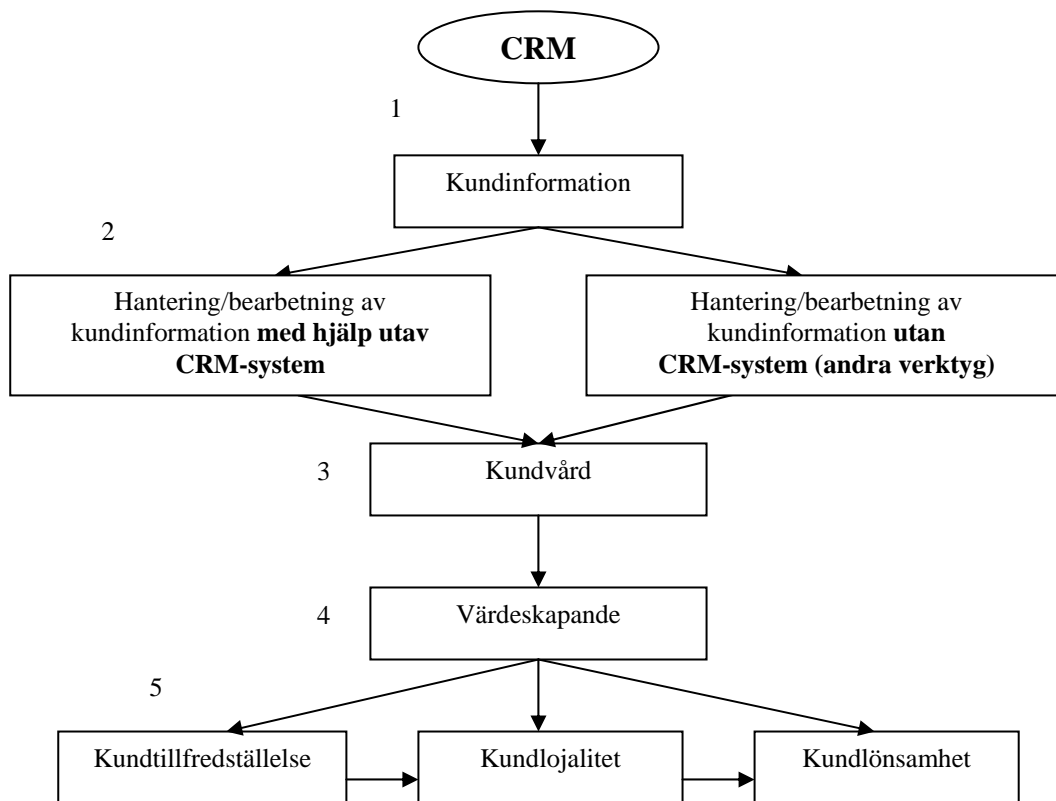 CRM
1
Kundinformation
2
Hantering/bearbetning av
kundinformation med hjälp utav
CRM-system
Hantering/bearbetning av
kundinformation utan
CRM-system (andra verktyg)
3
Kundvård
4
Värdeskapande
5
Kundtillfredställelse
Kundlojalitet
Kundlönsamhet